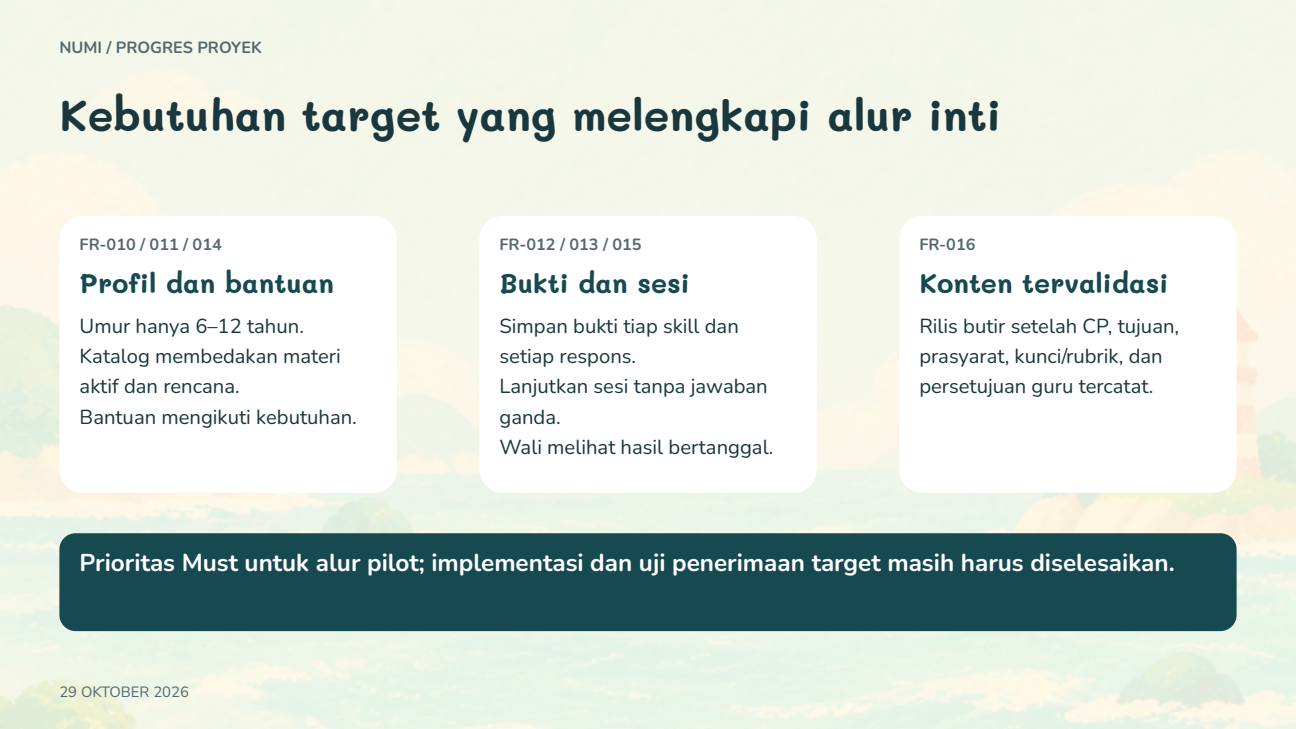 NUMI / PROGRES PROYEK
Kebutuhan target yang melengkapi alur inti
FR-010 / 011 / 014
Profil dan bantuan
Umur hanya 6–12 tahun.
Katalog membedakan materi
aktif dan rencana.
Bantuan mengikuti kebutuhan.
FR-012 / 013 / 015
Bukti dan sesi
Simpan bukti tiap skill dan
setiap respons.
Lanjutkan sesi tanpa jawaban
ganda.
Wali melihat hasil bertanggal.
FR-016
Konten tervalidasi
Rilis butir setelah CP, tujuan,
prasyarat, kunci/rubrik, dan
persetujuan guru tercatat.
Prioritas Must untuk alur pilot; implementasi dan uji penerimaan target masih harus diselesaikan.
29 OKTOBER 2026